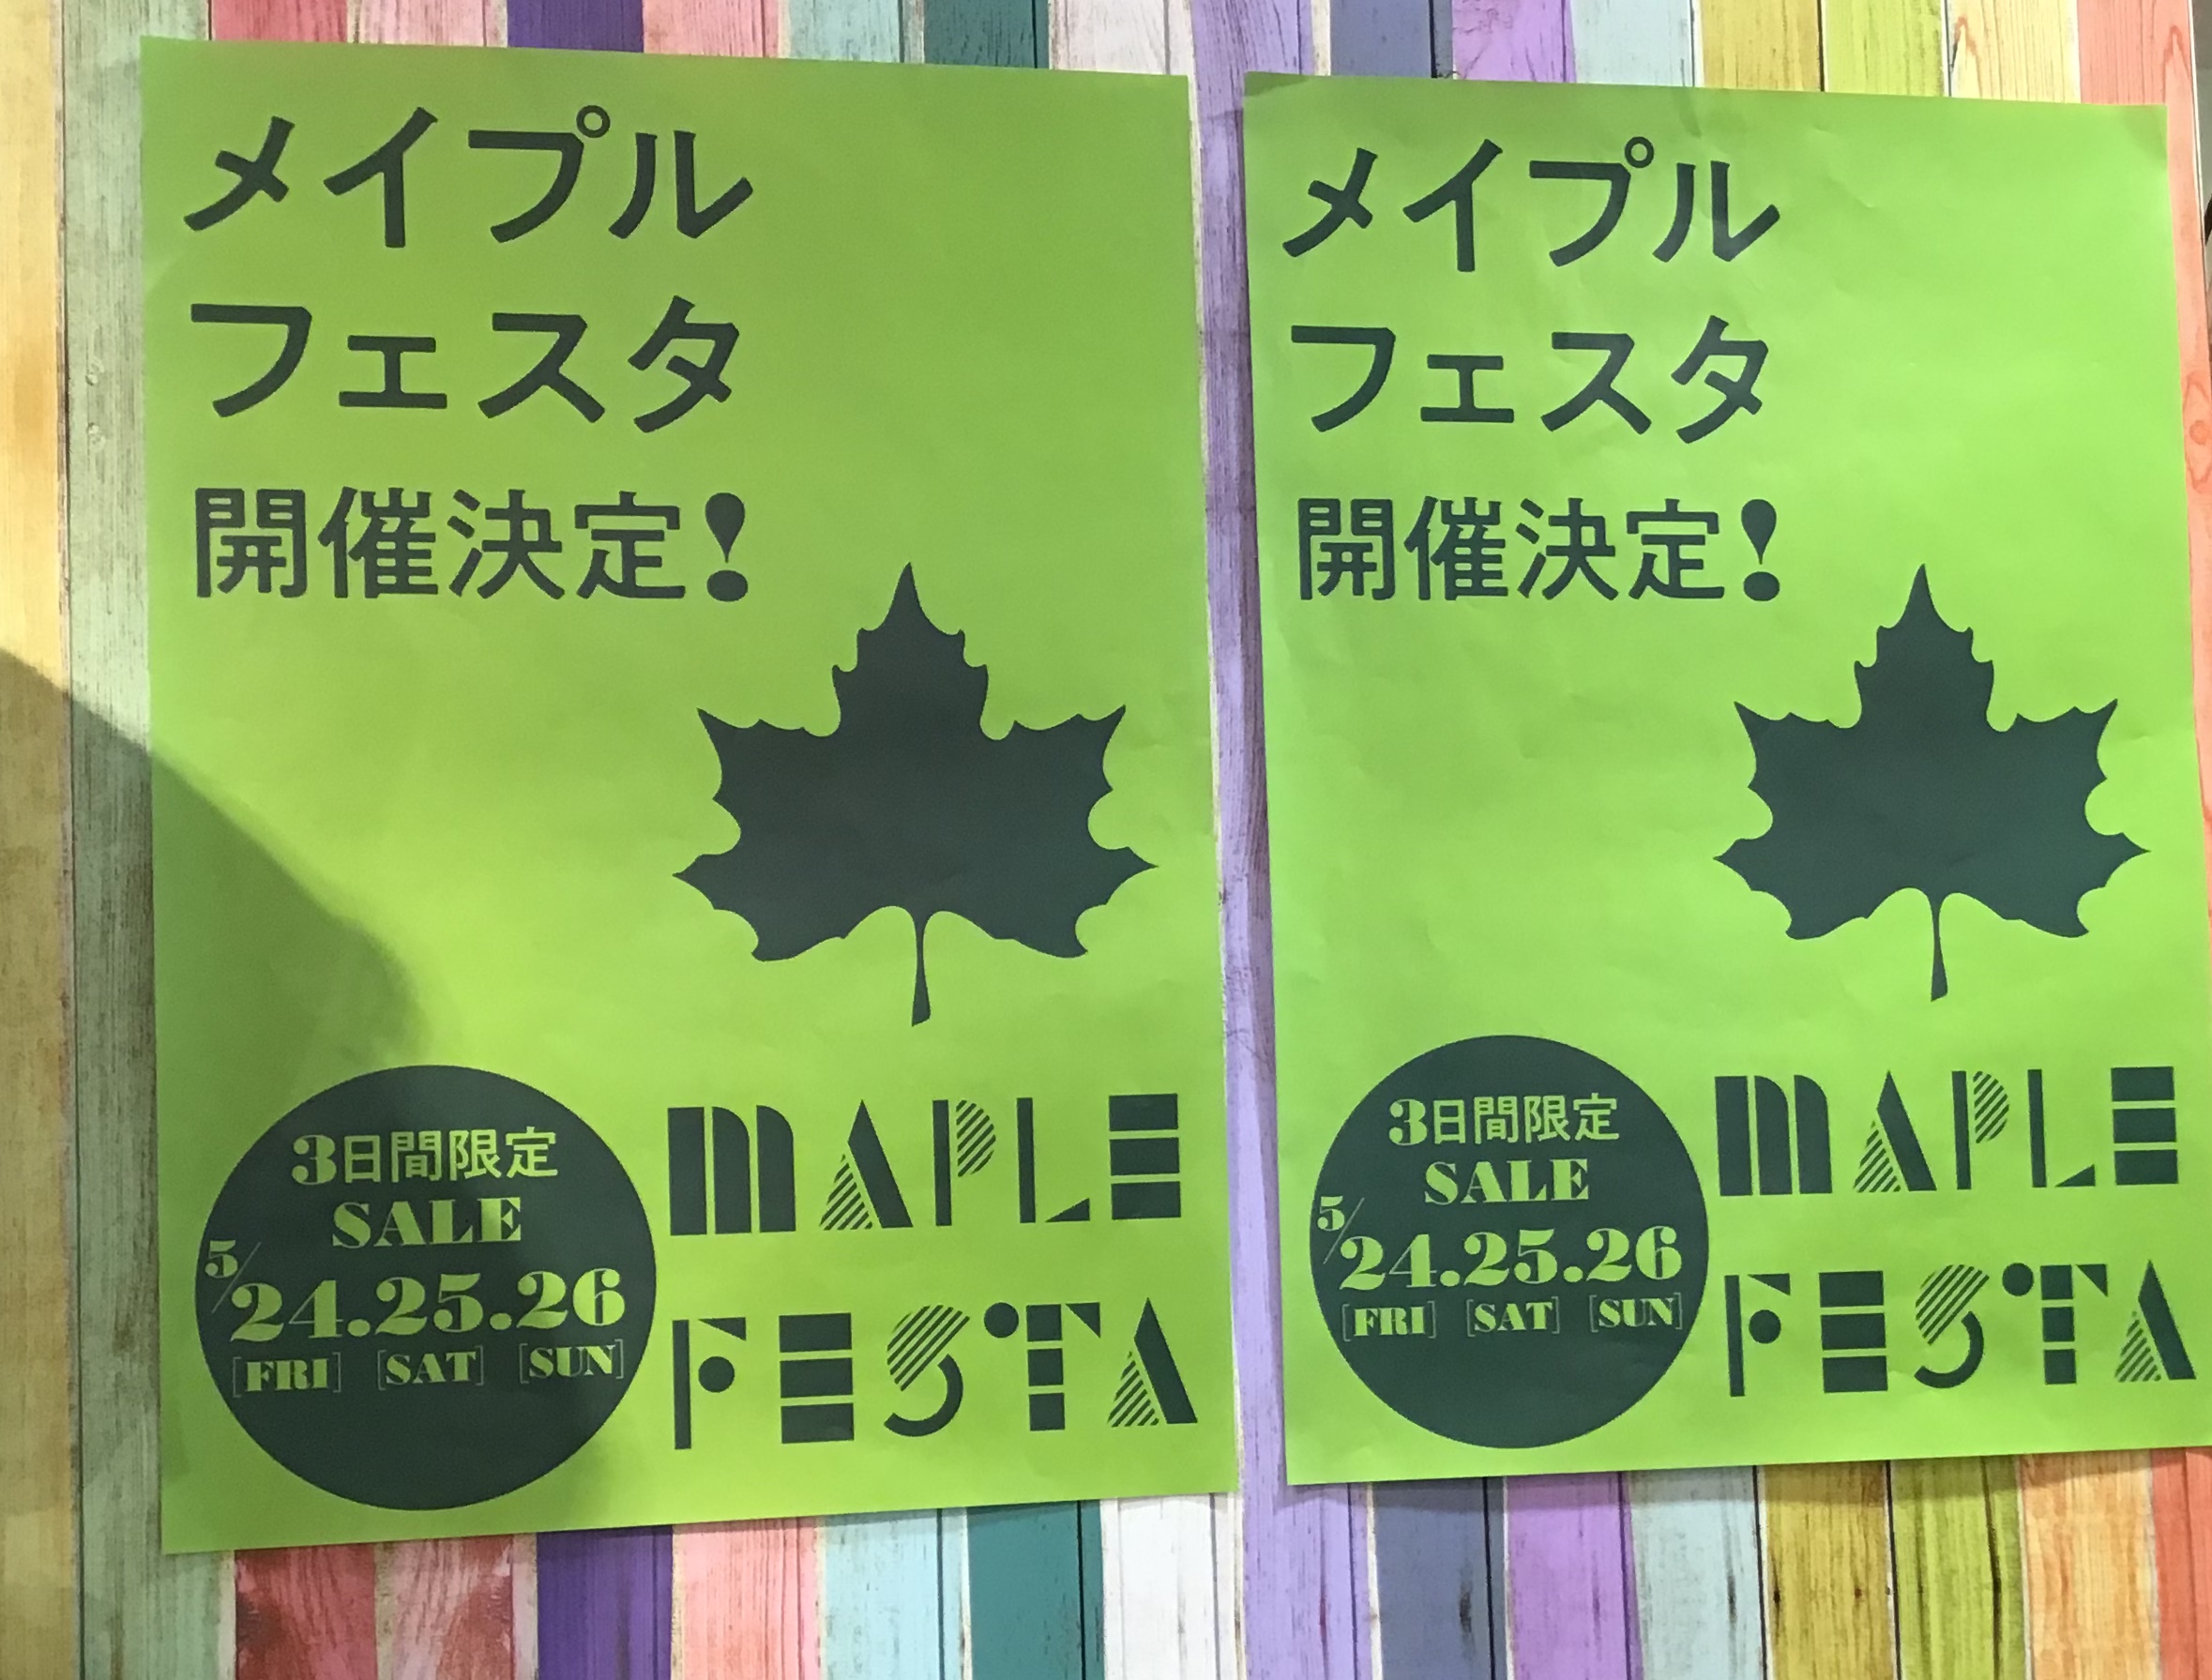 メイプル
フェスタ
開催決定!
3日間限定
SALE
5/24.25.26
[FRI] [SAT] [SUN]
MAPLE
FESTA
メイプル
フェスタ
開催決定!
3日間限定
SALE
5/24.25.26
[FRI] [SAT] [SUN]
MAPLE
FESTA